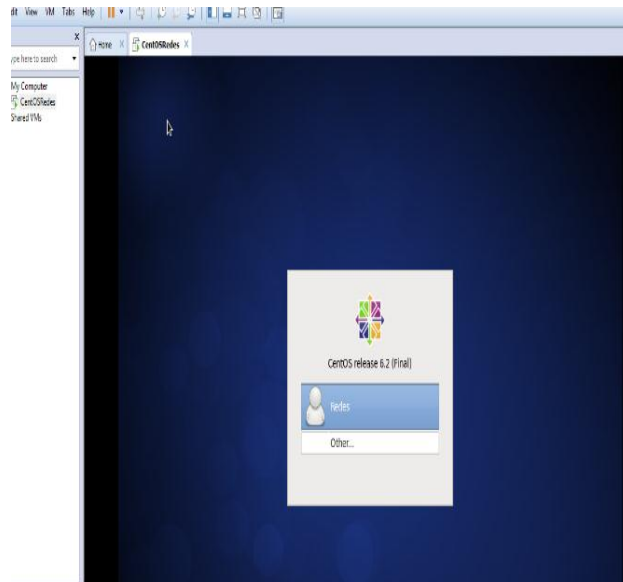 dit View VM Tabs Help
x
ype here to search
Home x CentOSRedes x
My Computer
CentOSRedes
Shared VMs
CentOS release 6.2 (Final)
Redes
Other...